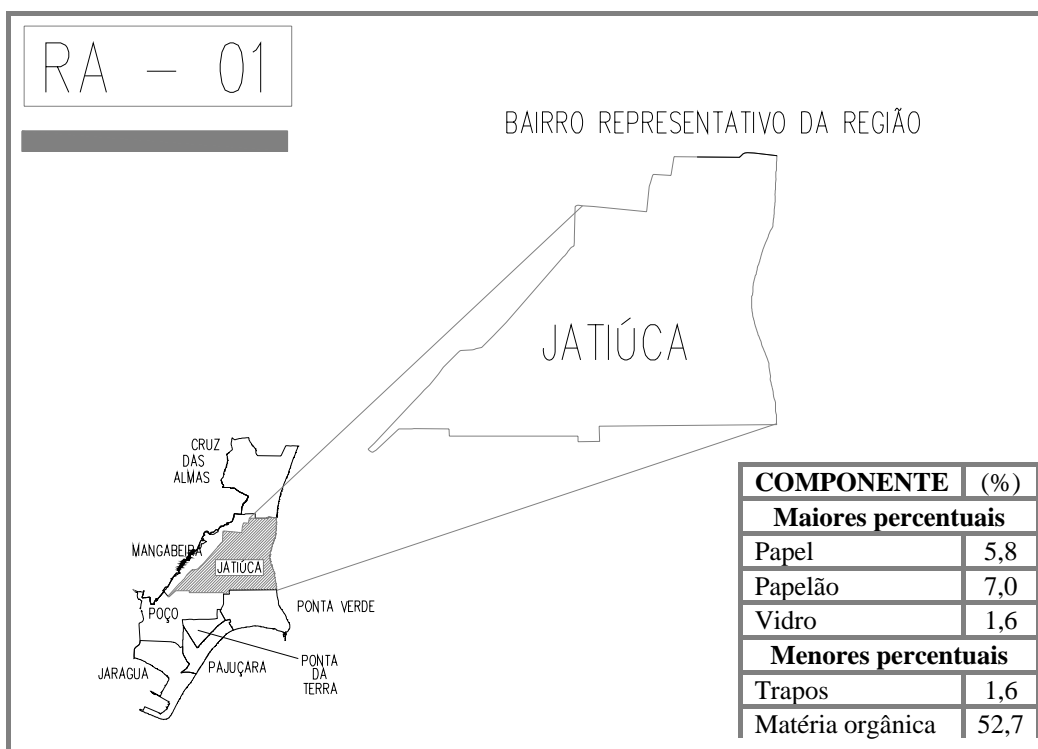 RA - 01
BAIRRO REPRESENTATIVO DA REGIÃO
JATIÚCA
CRUZ
DAS
ALMAS
MANGABEIRA
JATIÚCA
POÇO
PONTA VERDE
JARAGUA
PAJUÇARA
PONTA
DA
TERRA
COMPONENTE (%)
Maiores percentuais
Papel 5,8
Papelão 7,0
Vidro 1,6
Menores percentuais
Trapos 1,6
Matéria orgânica 52,7